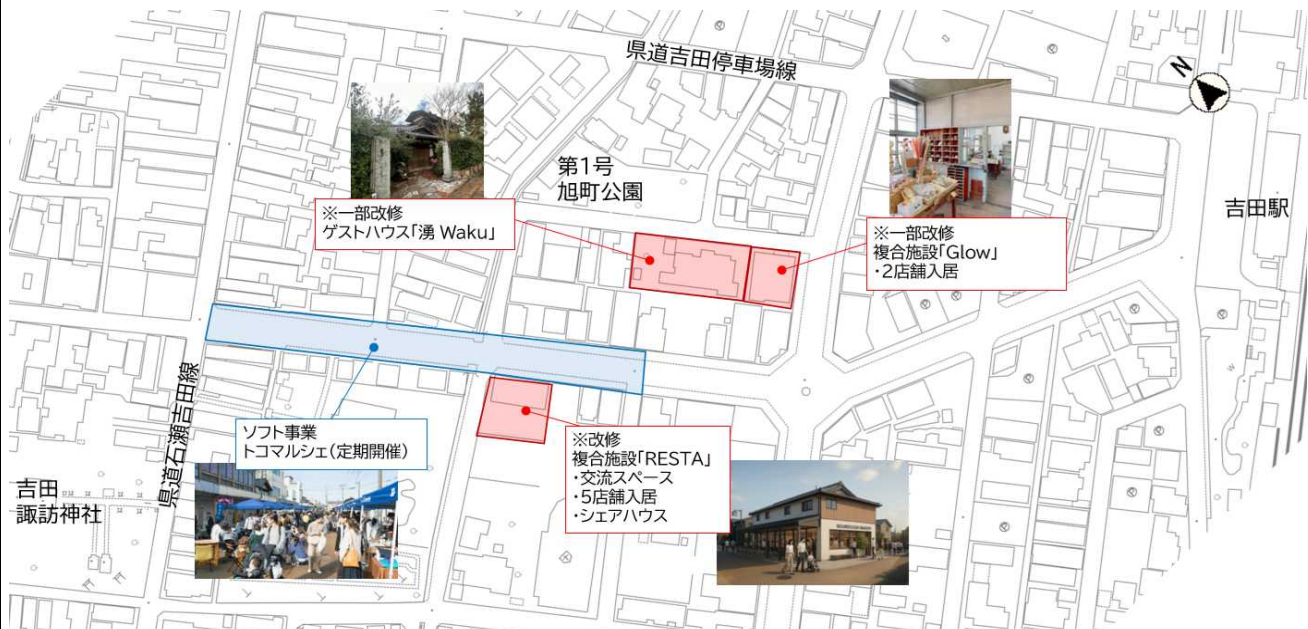 県道吉田停車場線
N
第1号
旭町公園
吉田駅
※一部改修
ゲストハウス「湧 Waku」
※一部改修
複合施設「Glow」
・2店舗入居
県道石瀬吉田線
ソフト事業
トコマルシェ(定期開催)
※改修
複合施設「RESTA」
・交流スペース
・5店舗入居
・シェアハウス
吉田
諏訪神社